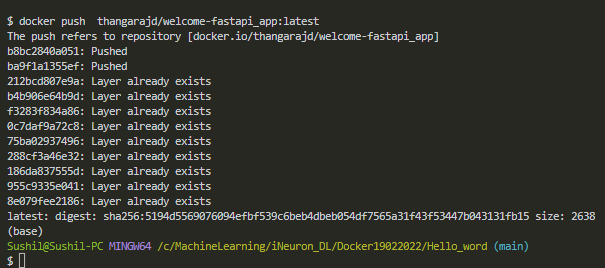 $ docker push  thangarajd/welcome-fastapi_app:latest
The push refers to repository [docker.io/thangarajd/welcome-fastapi_app]
b8bc2840a051: Pushed
ba9f1a1355ef: Pushed
212bcd807e9a: Layer already exists
b4b906e64b9d: Layer already exists
f3283f834a86: Layer already exists
0c7daf9a72c8: Layer already exists
75ba02937496: Layer already exists
288cf3a46e32: Layer already exists
186da837555d: Layer already exists
955c9335e041: Layer already exists
8e079fee2186: Layer already exists
latest: digest: sha256:5194d5569076094efbf539c6beb4dbeb054df7565a31f43f53447b043131fb15 size: 2638
(base)
Sushil@Sushil-PC MINGW64 /c/MachineLearning/iNeuron_DL/Docker19022022/Hello_word (main)
$